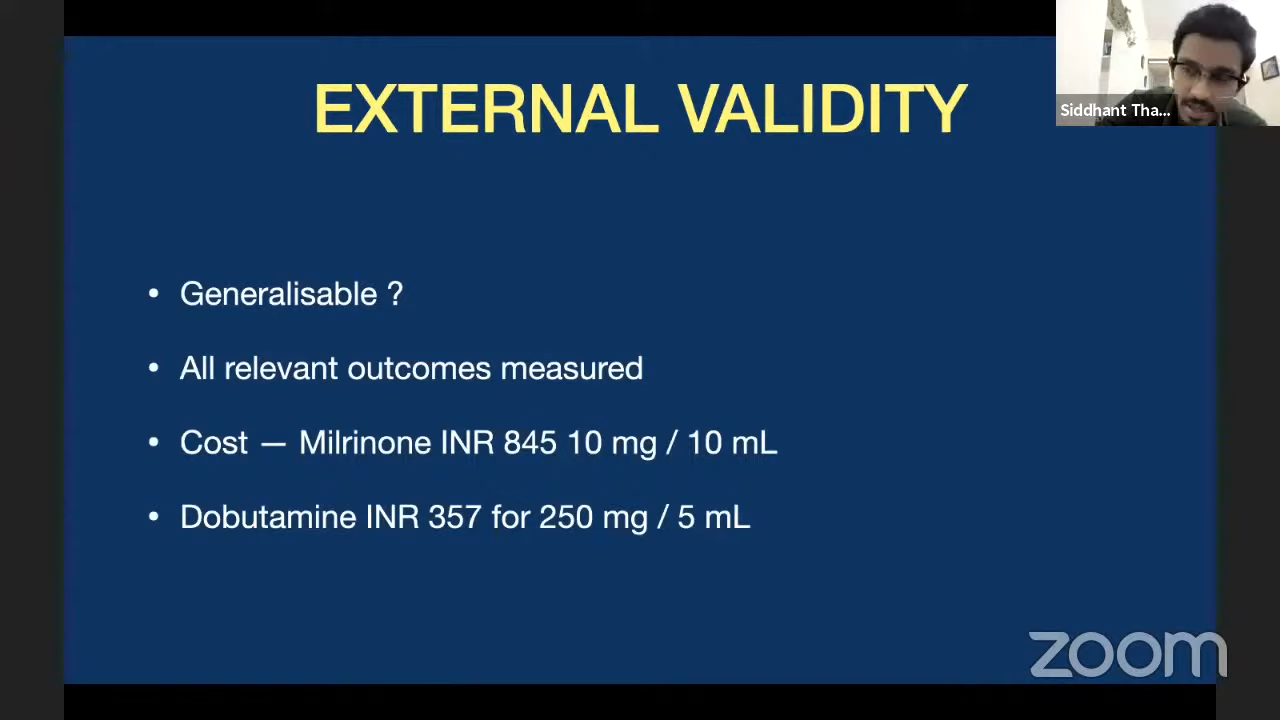 EXTERNAL VALIDITY
Siddhant Tha...
• Generalisable ?
• All relevant outcomes measured
• Cost — Milrinone INR 845 10 mg / 10 mL
• Dobutamine INR 357 for 250 mg / 5 mL
zoom